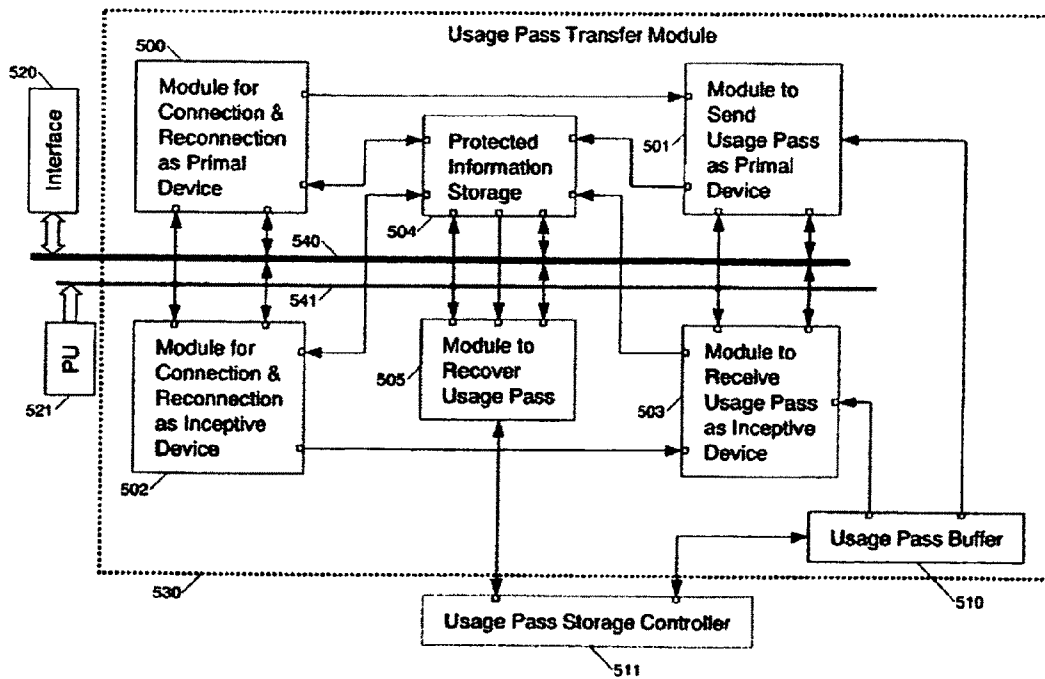 Usage Pass Transfer Module
500
Module for
Connection &
Reconnection
as Primal
Device
520
Interface
Protected
Information
Storage
504
Module to
Send
Usage Pass
as Primal
Device
501
540
541
PU
521
Module for
Connection &
Reconnection
as Inceptive
Device
502
Module to
Recover
Usage Pass
505
Module to
Receive
Usage Pass
as Inceptive
Device
503
Usage Pass Buffer
510
530
Usage Pass Storage Controller
511